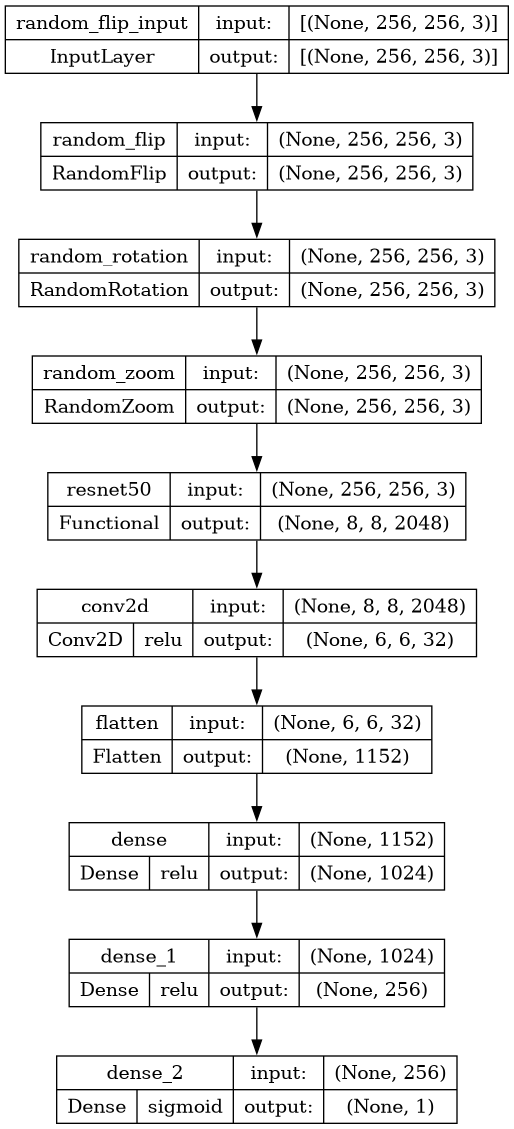 random_flip_input input: [(None, 256, 256, 3)]
InputLayer output: [(None, 256, 256, 3)]
random_flip input: (None, 256, 256, 3)
RandomFlip output: (None, 256, 256, 3)
random_rotation input: (None, 256, 256, 3)
RandomRotation output: (None, 256, 256, 3)
random_zoom input: (None, 256, 256, 3)
RandomZoom output: (None, 256, 256, 3)
resnet50 input: (None, 256, 256, 3)
Functional output: (None, 8, 8, 2048)
conv2d input: (None, 8, 8, 2048)
Conv2D relu output: (None, 6, 6, 32)
flatten input: (None, 6, 6, 32)
Flatten output: (None, 1152)
dense input: (None, 1152)
Dense relu output: (None, 1024)
dense_1 input: (None, 1024)
Dense relu output: (None, 256)
dense_2 input: (None, 256)
Dense sigmoid output: (None, 1)